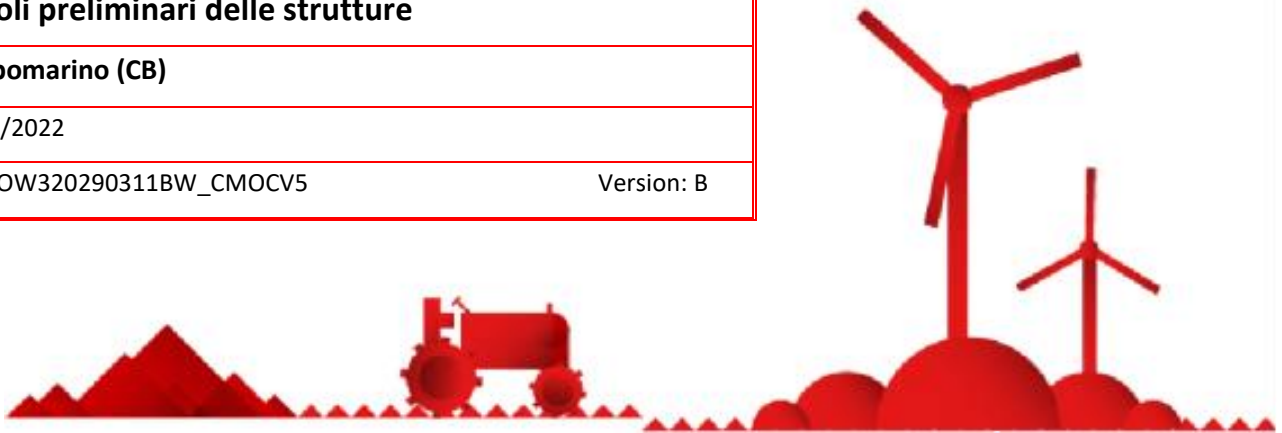 oli preliminari delle strutture
pomarino (CB)
/2022
OW320290311BW_CMOCV5 Version: B